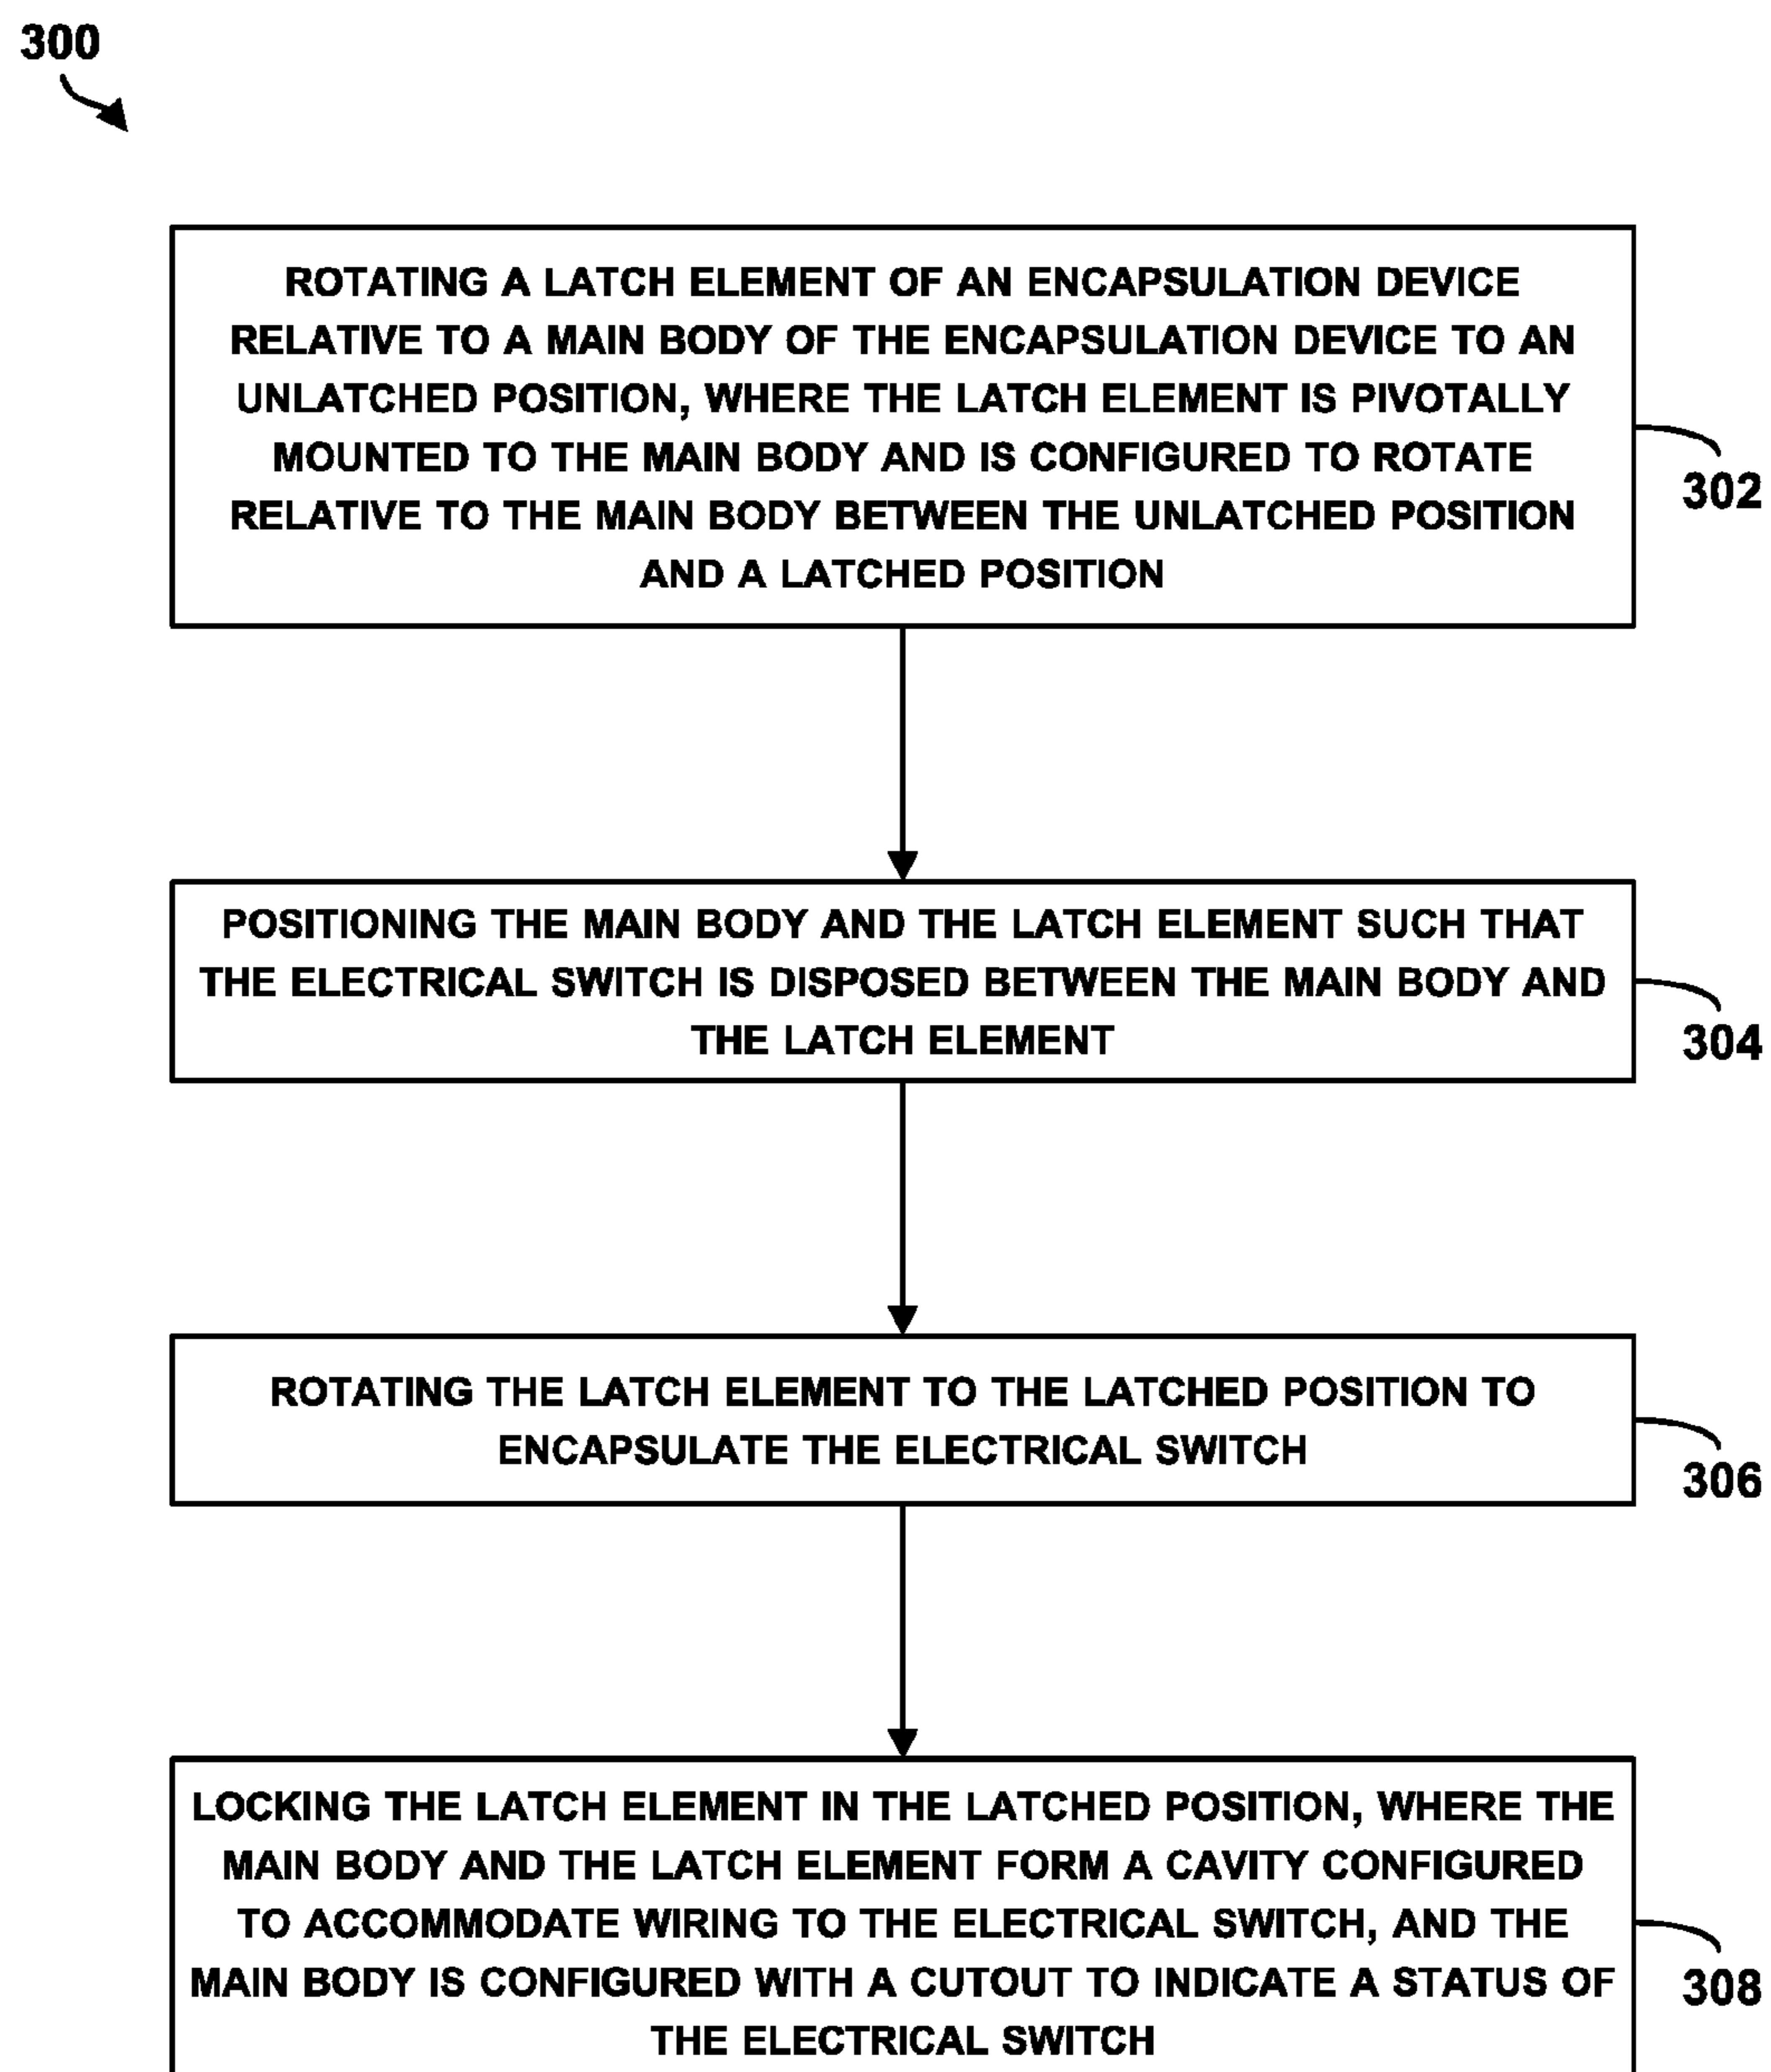 300
ROTATING A LATCH ELEMENT OF AN ENCAPSULATION DEVICE
RELATIVE TO A MAIN BODY OF THE ENCAPSULATION DEVICE TO AN
UNLATCHED POSITION, WHERE THE LATCH ELEMENT IS PIVOTALLY
MOUNTED TO THE MAIN BODY AND IS CONFIGURED TO ROTATE
RELATIVE TO THE MAIN BODY BETWEEN THE UNLATCHED POSITION
AND A LATCHED POSITION
302
POSITIONING THE MAIN BODY AND THE LATCH ELEMENT SUCH THAT
THE ELECTRICAL SWITCH IS DISPOSED BETWEEN THE MAIN BODY AND
THE LATCH ELEMENT
304
ROTATING THE LATCH ELEMENT TO THE LATCHED POSITION TO
ENCAPSULATE THE ELECTRICAL SWITCH
306
LOCKING THE LATCH ELEMENT IN THE LATCHED POSITION, WHERE THE
MAIN BODY AND THE LATCH ELEMENT FORM A CAVITY CONFIGURED
TO ACCOMMODATE WIRING TO THE ELECTRICAL SWITCH, AND THE
MAIN BODY IS CONFIGURED WITH A CUTOUT TO INDICATE A STATUS OF
THE ELECTRICAL SWITCH
308